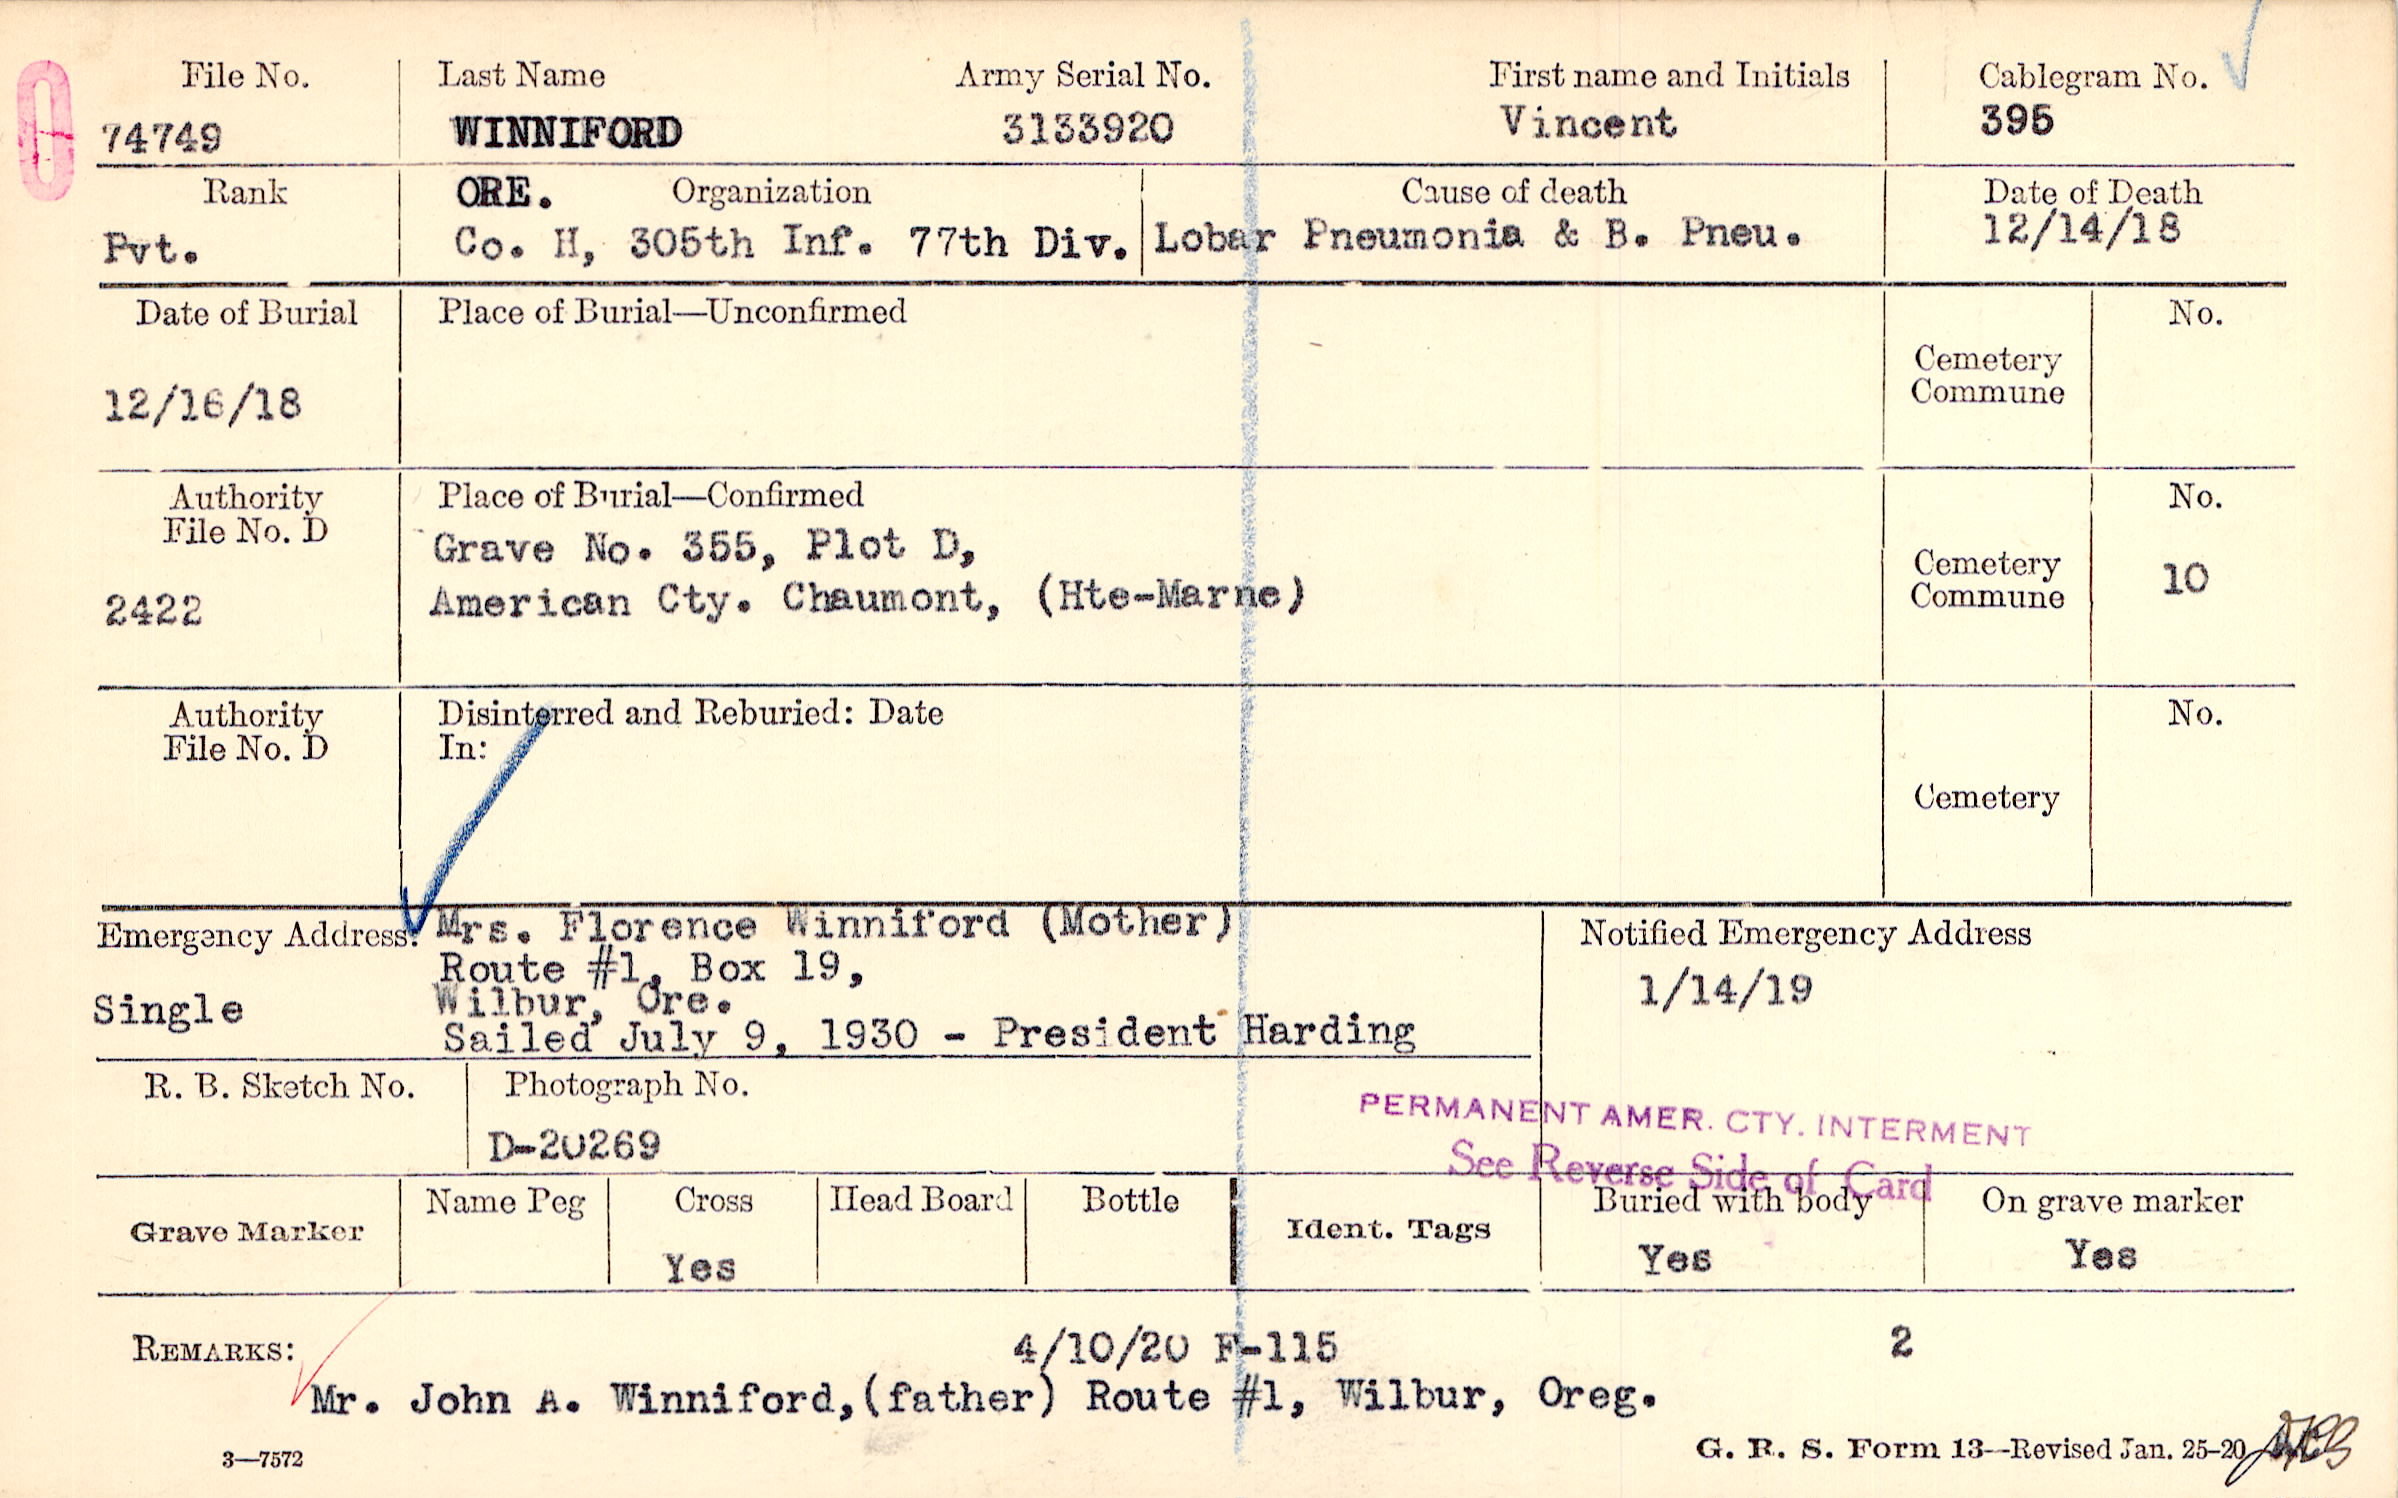 File No. Last Name Army Serial No. First name and Initials Cablegram No.
74749 WINNIFORD 3133920 Vincent 395
Rank ORE. Organization Cause of death Date of Death
Pvt. Co. H, 305th Inf. 77th Div. Lobar Pneumonia & B. Pneu. 12/14/18
Date of Burial Place of Burial—Unconfirmed No.
Cemetery
Commune
12/16/18
Authority Place of Burial—Confirmed No.
File No. D
Grave No. 355, Plot D,
Cemetery
Commune 10
2422 American Cty. Chaumont, (Hte-Marne)
Authority Disinterred and Reburied: Date No.
File No. D In:
Cemetery
Emergency Address: Mrs. Florence Winniford (Mother) Notified Emergency Address
Route #1, Box 19,
1/14/19
Single Wilbur, Ore.
Sailed July 9, 1930 - President Harding
R. B. Sketch No. Photograph No.
PERMANENT AMER. CTY. INTERMENT
D-20269
See Reverse Side of Card
Grave Marker Name Peg Cross Head Board Bottle Ident. Tags Buried with body On grave marker
Yes Yes Yes
REMARKS: 4/10/20 F-115 2
Mr. John A. Winniford,(father) Route #1, Wilbur, Oreg.
3—7572 G. R. S. Form 13—Revised Jan. 25-20